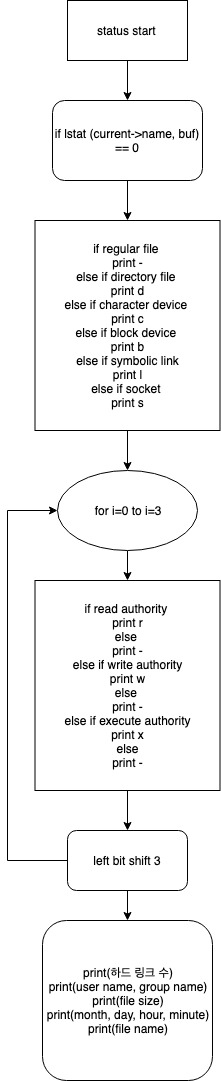 status start
if lstat (current->name, buf)
== 0
if regular file
print -
else if directory file
print d
else if character device
print c
else if block device
print b
else if symbolic link
print l
else if socket
print s
for i=0 to i=3
if read authority
print r
else
print -
else if write authority
print w
else
print -
else if execute authority
print x
else
print -
left bit shift 3
print(하드 링크 수)
print(user name, group name)
print(file size)
print(month, day, hour, minute)
print(file name)